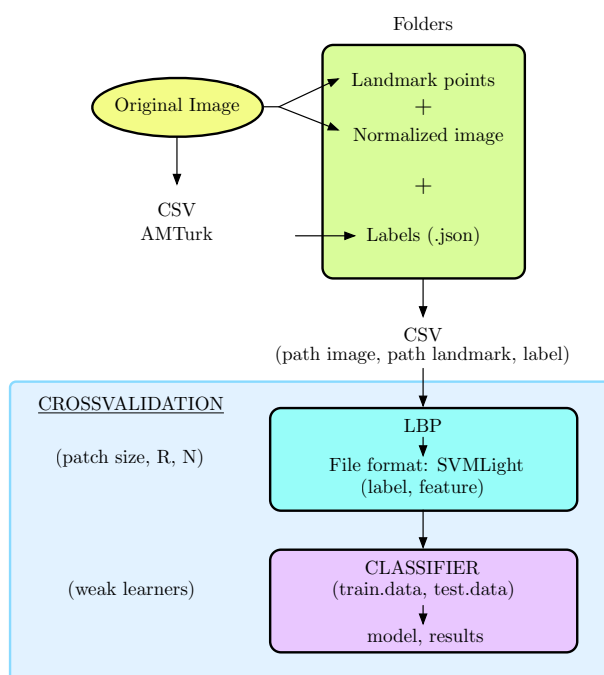 Folders
Original Image
Landmark points
+
Normalized image
+
CSV
AMTurk
Labels (.json)
CSV
(path image, path landmark, label)
CROSSVALIDATION
LBP
(patch size, R, N)
File format: SVMLight
(label, feature)
CLASSIFIER
(weak learners)
(train.data, test.data)
model, results